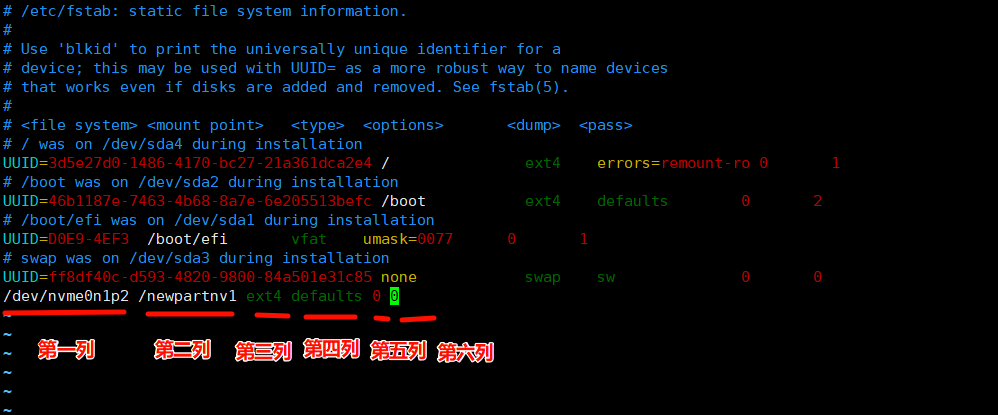 # /etc/fstab: static file system information.
#
# Use 'blkid' to print the universally unique identifier for a
# device; this may be used with UUID= as a more robust way to name devices
# that works even if disks are added and removed. See fstab(5).
#
# <file system> <mount point>   <type>  <options>       <dump>  <pass>
# / was on /dev/sda4 during installation
UUID=3d5e27d0-1486-4170-bc27-21a361dca2e4 /               ext4    errors=remount-ro 0       1
# /boot was on /dev/sda2 during installation
UUID=46b1187e-7463-4b68-8a7e-6e205513befc /boot           ext4    defaults        0       2
# /boot/efi was on /dev/sda1 during installation
UUID=D0E9-4EF3  /boot/efi       vfat    umask=0077      0       1
# swap was on /dev/sda3 during installation
UUID=ff8df40c-d593-4820-9800-84a501e31c85 none            swap    sw              0       0
/dev/nvme0n1p2 /newpartnv1 ext4 defaults 0 0
~
~
第一列 第二列 第三列 第四列 第五列 第六列
~
~
~
~